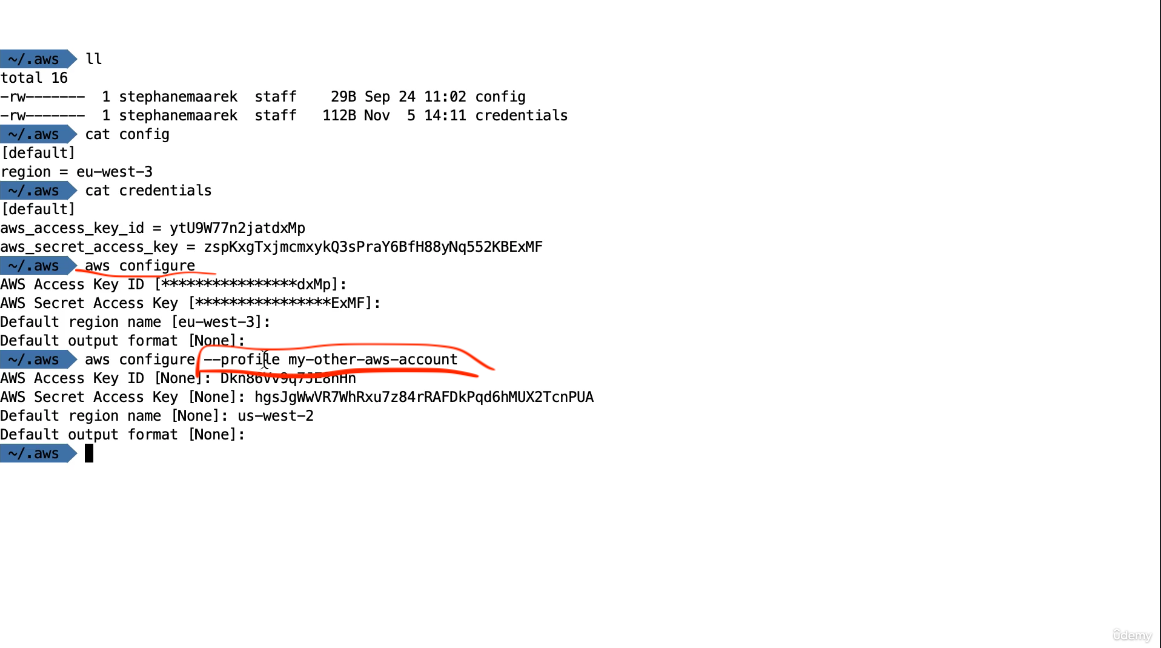 ~/.aws ll
total 16
-rw------- 1 stephanemaarek staff 29B Sep 24 11:02 config
-rw------- 1 stephanemaarek staff 112B Nov 5 14:11 credentials
~/.aws cat config
[default]
region = eu-west-3
~/.aws cat credentials
[default]
aws_access_key_id = ytU9W77n2jatdxMp
aws_secret_access_key = zspKxgTxjmcmxykQ3sPraY6BfH88yNq552KBExMF
~/.aws aws configure
AWS Access Key ID [****************dxMp]:
AWS Secret Access Key [****************ExMF]:
Default region name [eu-west-3]:
Default output format [None]:
~/.aws aws configure --profile my-other-aws-account
AWS Access Key ID [None]:
AWS Secret Access Key [None]: hgsJgWwVR7WhRxu7z84rRAFDkPqd6hMUX2TcnPUA
Default region name [None]: us-west-2
Default output format [None]:
~/.aws
ûdemy